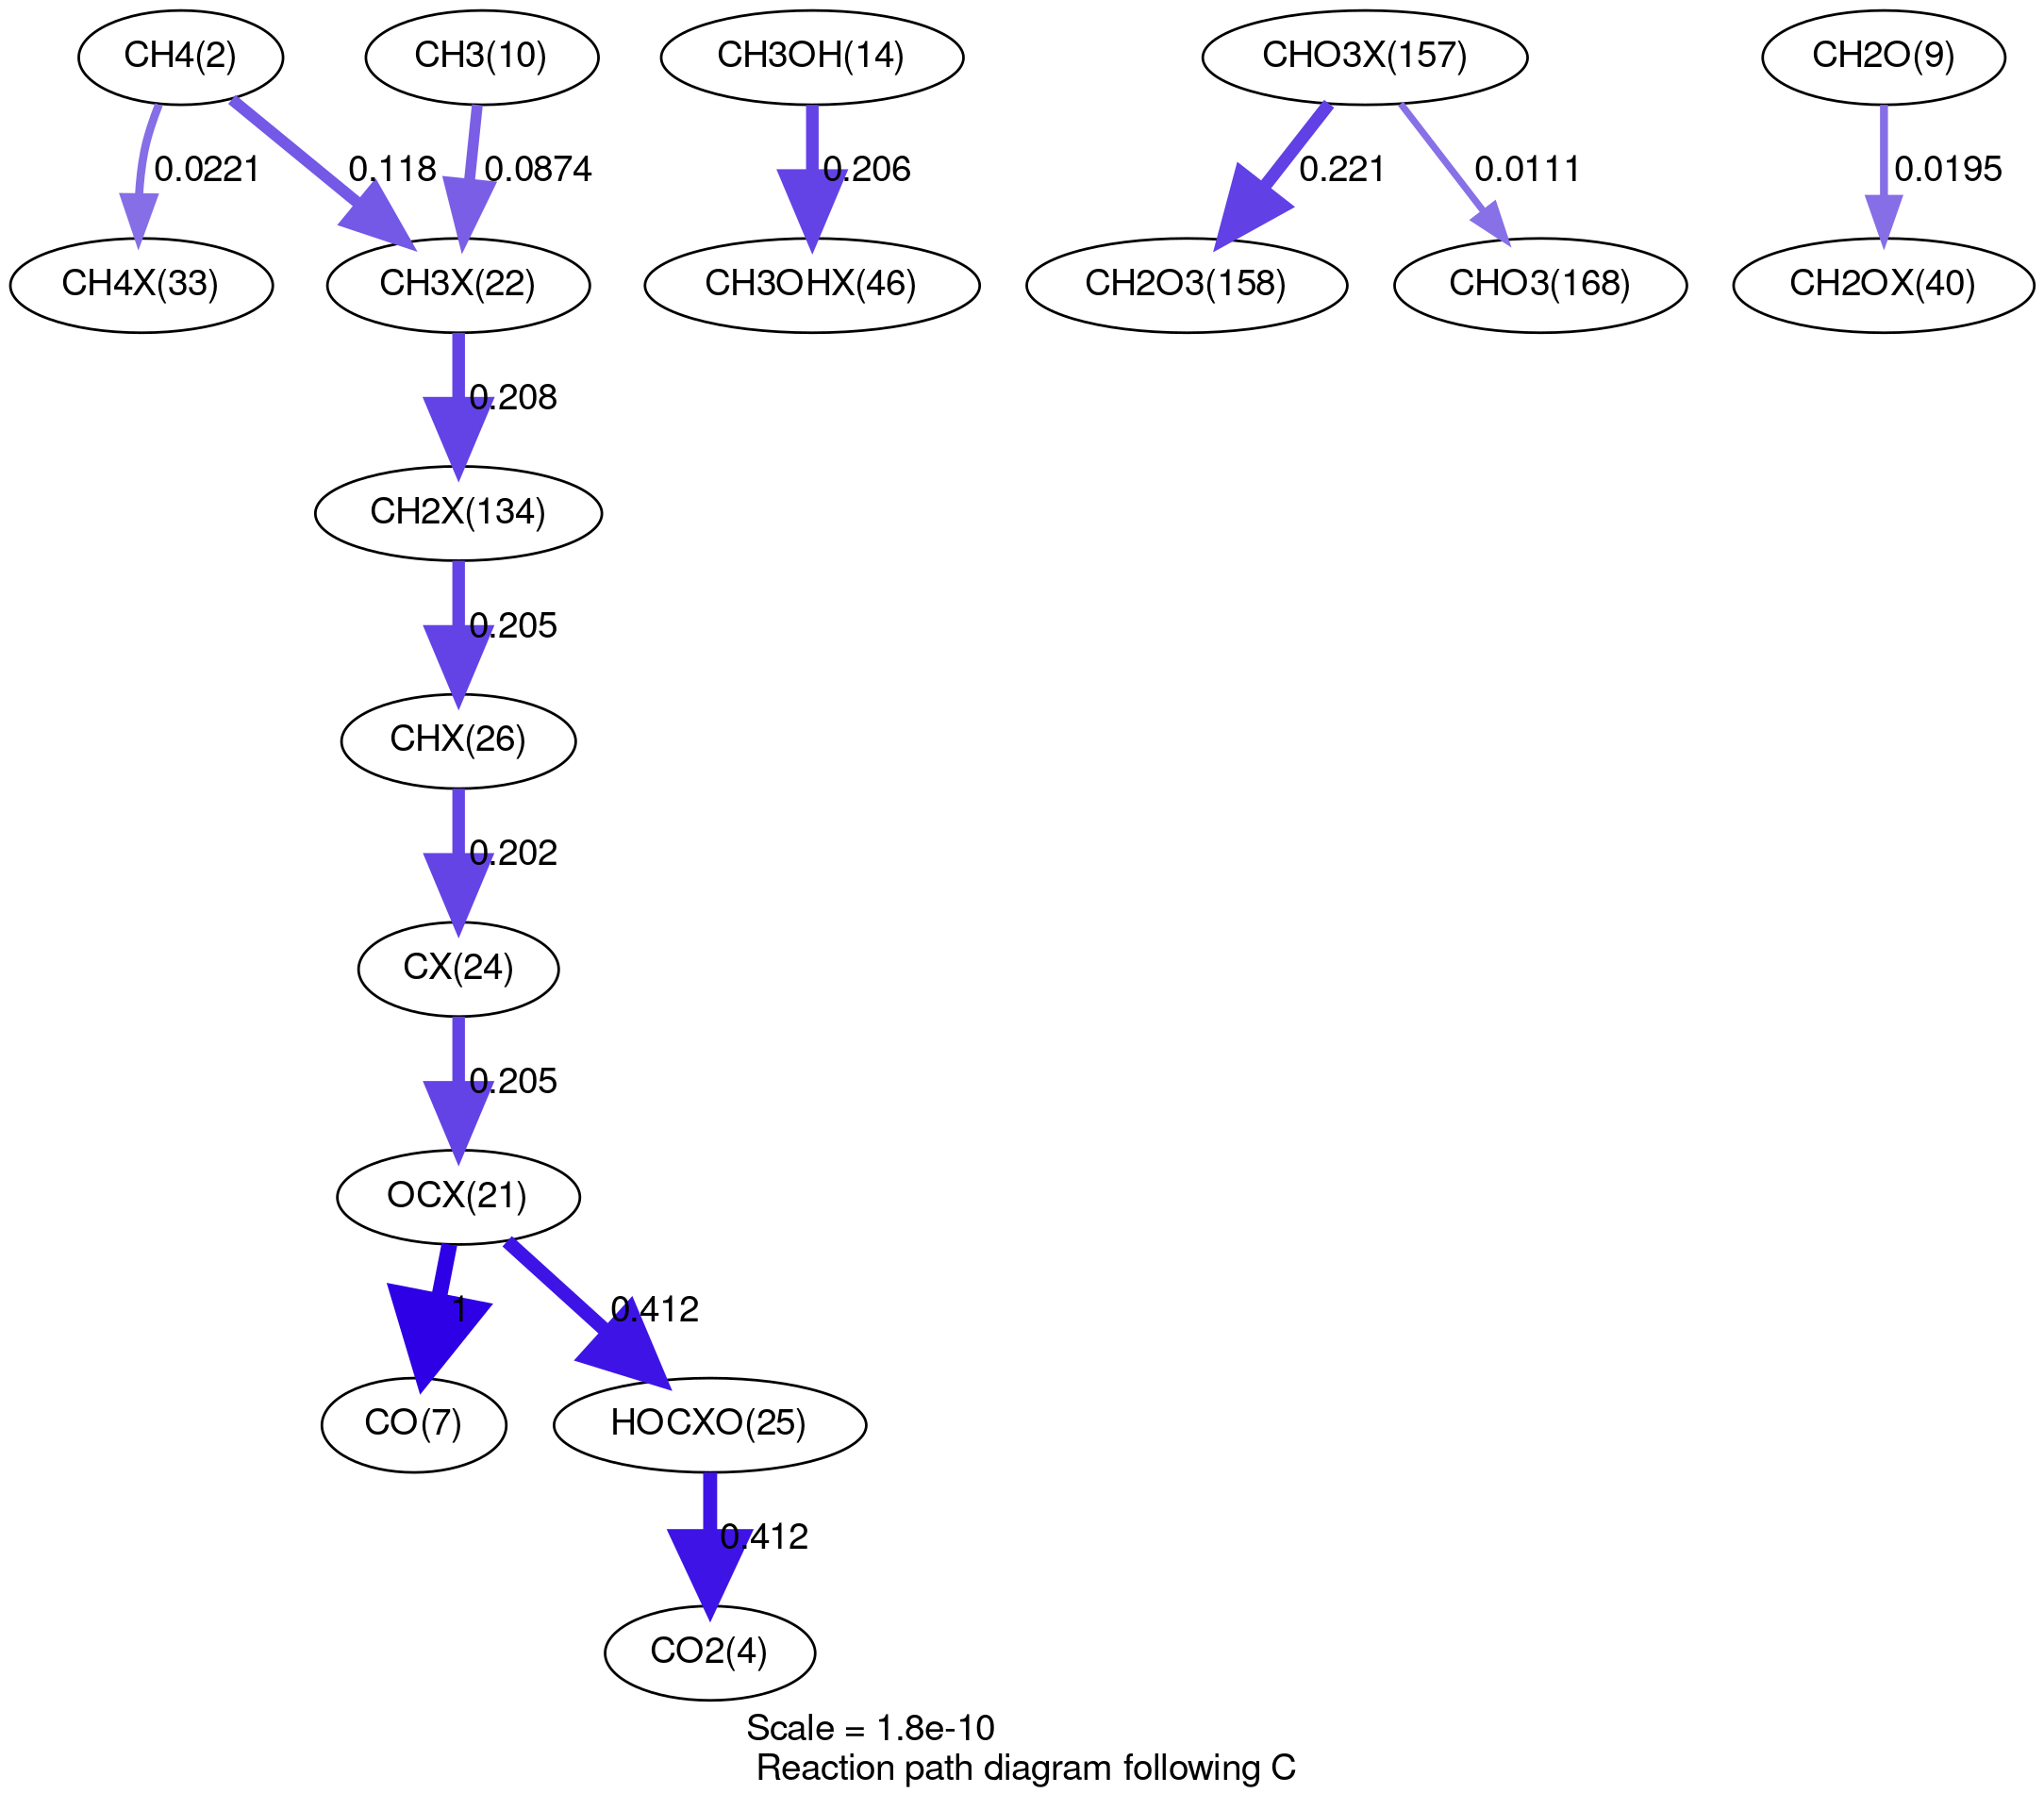 CH4(2)
CH3(10)
CH3OH(14)
CHO3X(157)
CH2O(9)
0.0221
0.118
0.0874
0.206
0.221
0.0111
0.0195
CH4X(33)
CH3X(22)
CH3OHX(46)
CH2O3(158)
CHO3(168)
CH2OX(40)
0.208
CH2X(134)
0.205
CHX(26)
0.202
CX(24)
0.205
OCX(21)
1
0.412
CO(7)
HOCXO(25)
0.412
CO2(4)
Scale = 1.8e-10
Reaction path diagram following C